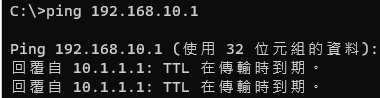 C:\>ping 192.168.10.1
Ping 192.168.10.1 (使用 32 位元組的資料):
回覆自 10.1.1.1: TTL 在傳輸時到期。
回覆自 10.1.1.1: TTL 在傳輸時到期。